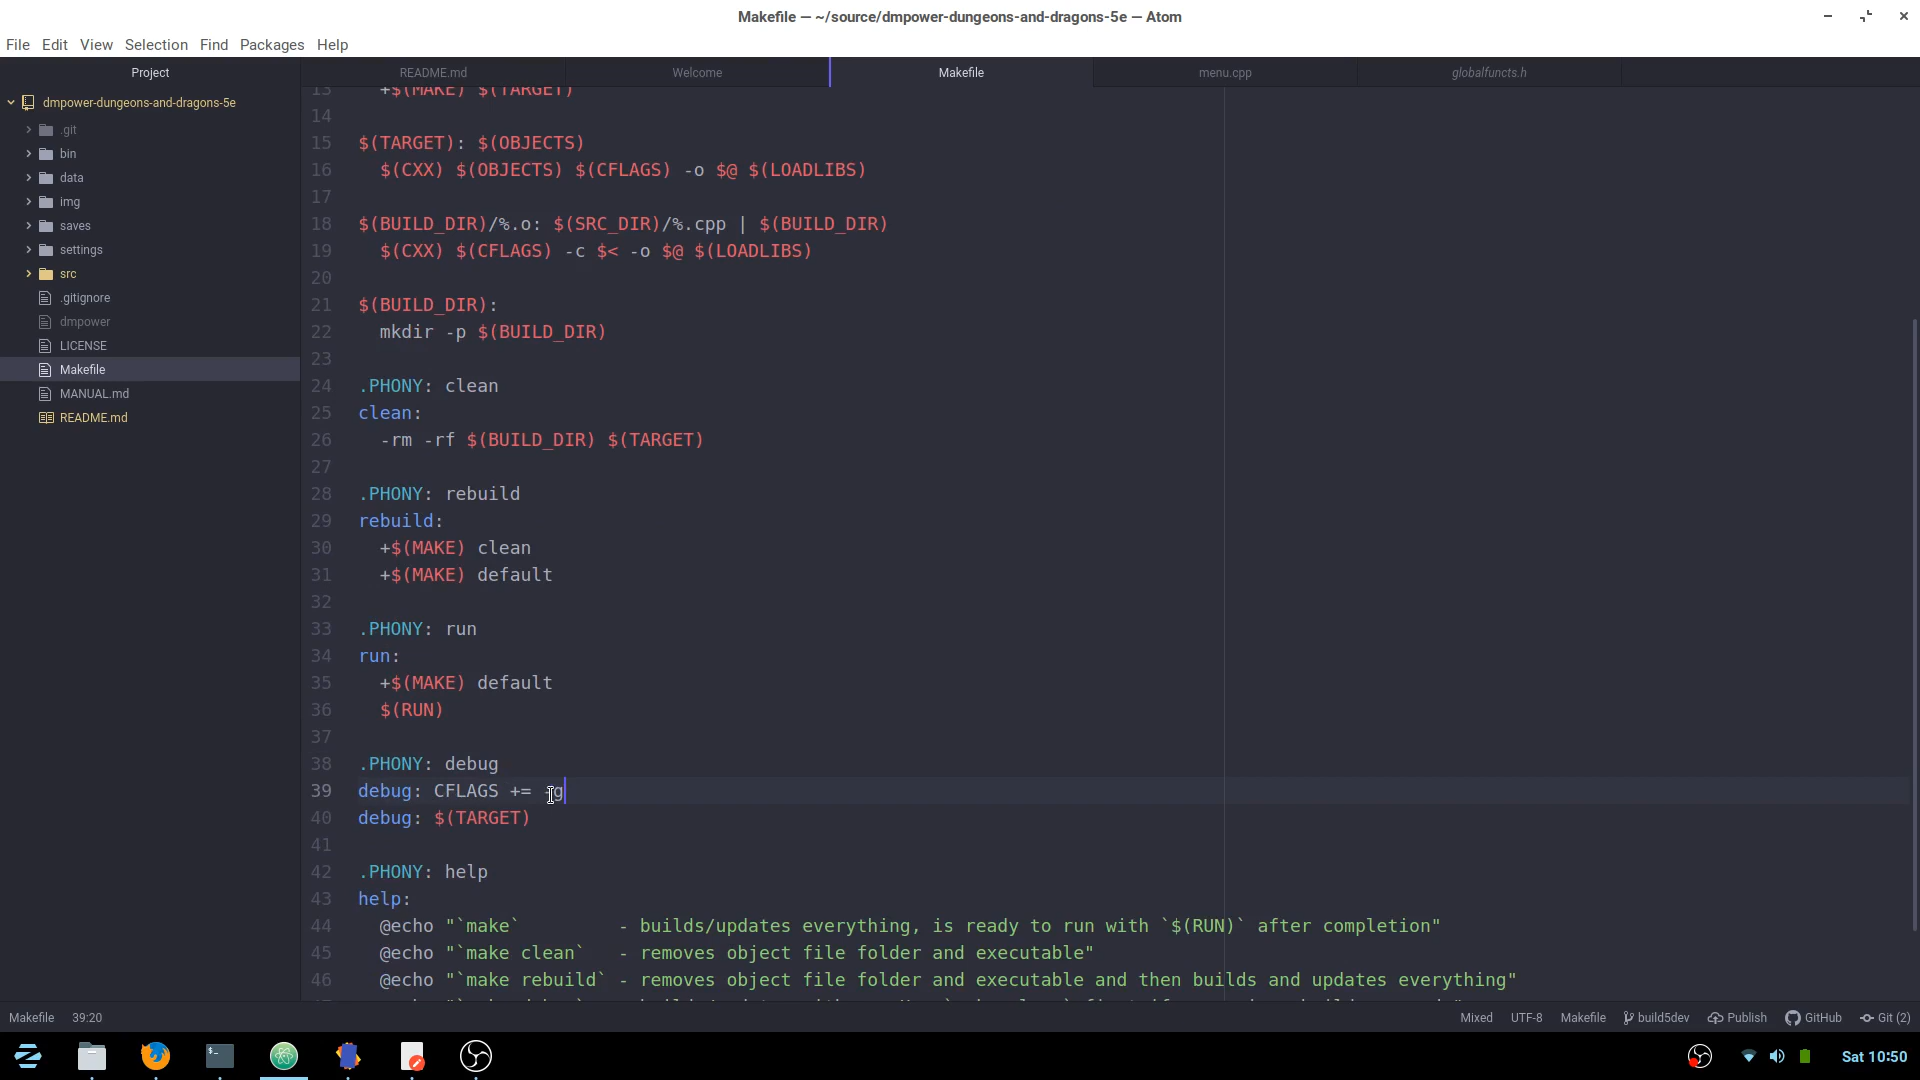 Makefile — ~/source/dmpower-dungeons-and-dragons-5e — Atom
File Edit View Selection Find Packages Help
Project
README.md
Welcome
Makefile
menu.cpp
globalfuncts.h
dmpower-dungeons-and-dragons-5e
.git
bin
data
img
saves
settings
src
.gitignore
dmpower
LICENSE
Makefile
MANUAL.md
README.md
13 +$(MAKE) $(TARGET)
14
15 $(TARGET): $(OBJECTS)
16 $(CXX) $(OBJECTS) $(CFLAGS) -o $@ $(LOADLIBS)
17
18 $(BUILD_DIR)/%.o: $(SRC_DIR)/%.cpp | $(BUILD_DIR)
19 $(CXX) $(CFLAGS) -c $< -o $@ $(LOADLIBS)
20
21 $(BUILD_DIR):
22 mkdir -p $(BUILD_DIR)
23
24 .PHONY: clean
25 clean:
26 -rm -rf $(BUILD_DIR) $(TARGET)
27
28 .PHONY: rebuild
29 rebuild:
30 +$(MAKE) clean
31 +$(MAKE) default
32
33 .PHONY: run
34 run:
35 +$(MAKE) default
36 $(RUN)
37
38 .PHONY: debug
39 debug: CFLAGS += -g
40 debug: $(TARGET)
41
42 .PHONY: help
43 help:
44 @echo "`make` - builds/updates everything, is ready to run with `$(RUN)` after completion"
45 @echo "`make clean` - removes object file folder and executable"
46 @echo "`make rebuild` - removes object file folder and executable and then builds and updates everything"
Makefile 39:20 Mixed UTF-8 Makefile build5dev Publish GitHub Git (2)
Sat 10:50